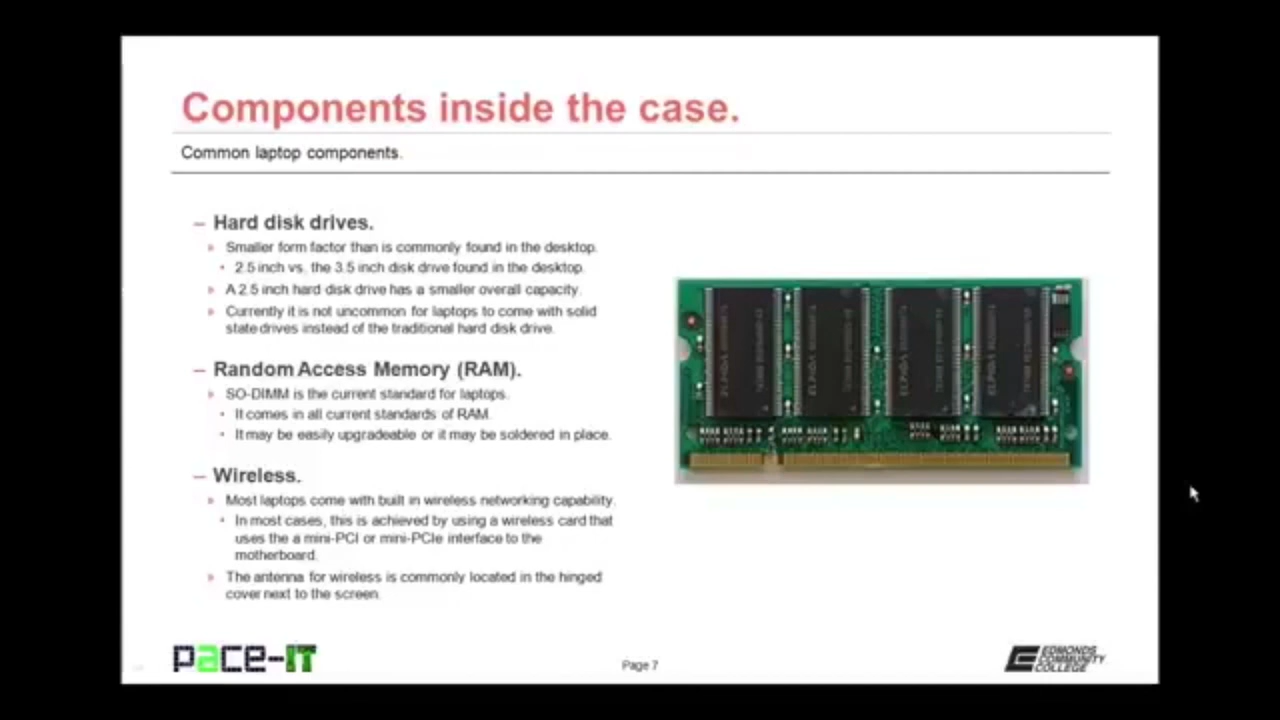 Components inside the case.
Common laptop components.
– Hard disk drives.
» Smaller form factor than is commonly found in the desktop.
• 2.5 inch vs. the 3.5 inch disk drive found in the desktop.
» A 2.5 inch hard disk drive has a smaller overall capacity.
» Currently it is not uncommon for laptops to come with solid
state drives instead of the traditional hard disk drive.
– Random Access Memory (RAM).
» SO-DIMM is the current standard for laptops.
• It comes in all current standards of RAM.
• It may be easily upgradeable or it may be soldered in place.
– Wireless.
» Most laptops come with built in wireless networking capability.
• In most cases, this is achieved by using a wireless card that
uses the a mini-PCI or mini-PCIe interface to the
motherboard.
» The antenna for wireless is commonly located in the hinged
cover next to the screen.
ELPIDA
ELPIDA
ELPIDA
ELPIDA
pace-IT
Page 7
EDMONDS
COMMUNITY
COLLEGE